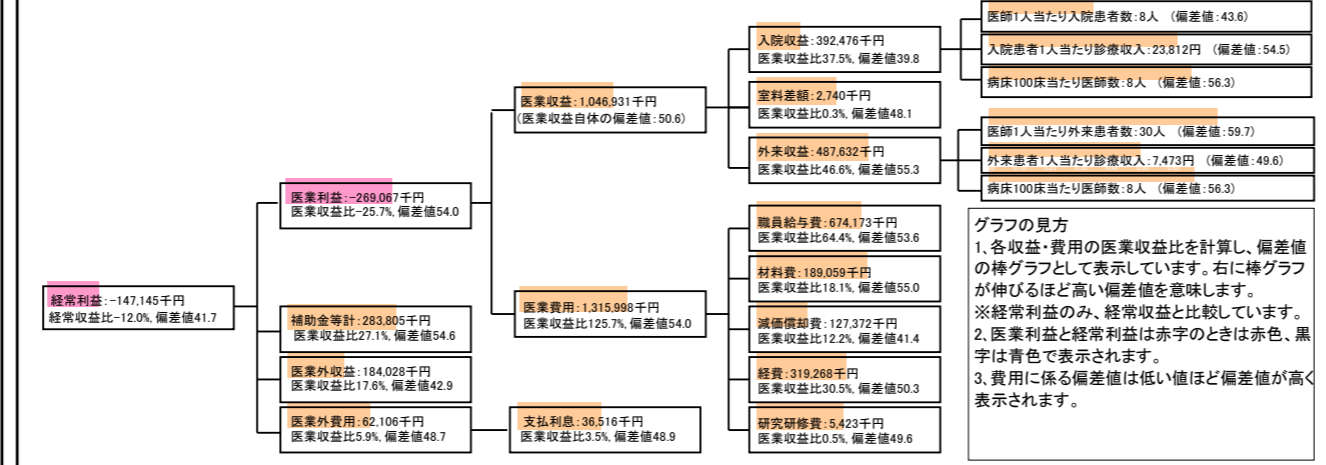 経常利益:-147,145千円
経常収益比-12.0%, 偏差値41.7
医業利益:-269,067千円
医業収益比-25.7%, 偏差値54.0
補助金等計:283,805千円
医業収益比27.1%, 偏差値54.6
医業外収益:184,028千円
医業収益比17.6%, 偏差値42.9
医業外費用:62,106千円
医業収益比5.9%, 偏差値48.7
医業収益:1,046,931千円
(医業収益自体の偏差値:50.6)
医業費用:1,315,998千円
医業収益比125.7%, 偏差値54.0
支払利息:36,516千円
医業収益比3.5%, 偏差値48.9
入院収益:392,476千円
医業収益比37.5%, 偏差値39.8
室料差額:2,740千円
医業収益比0.3%, 偏差値48.1
外来収益:487,632千円
医業収益比46.6%, 偏差値55.3
職員給与費:674,173千円
医業収益比64.4%, 偏差値53.6
材料費:189,059千円
医業収益比18.1%, 偏差値55.0
減価償却費:127,372千円
医業収益比12.2%, 偏差値41.4
経費:319,268千円
医業収益比30.5%, 偏差値50.3
研究研修費:5,423千円
医業収益比0.5%, 偏差値49.6
医師1人当たり入院患者数:8人 (偏差値:43.6)
入院患者1人当たり診療収入:23,812円 (偏差値:54.5)
病床100床当たり医師数:8人 (偏差値:56.3)
医師1人当たり外来患者数:30人 (偏差値:59.7)
外来患者1人当たり診療収入:7,473円 (偏差値:49.6)
病床100床当たり医師数:8人 (偏差値:56.3)
グラフの見方
1、各収益・費用の医業収益比を計算し、偏差値
の棒グラフとして表示しています。右に棒グラフ
が伸びるほど高い偏差値を意味します。
※経常利益のみ、経常収益と比較しています。
2、医業利益と経常利益は赤字のときは赤色、黒
字は青色で表示されます。
3、費用に係る偏差値は低い値ほど偏差値が高く
表示されます。